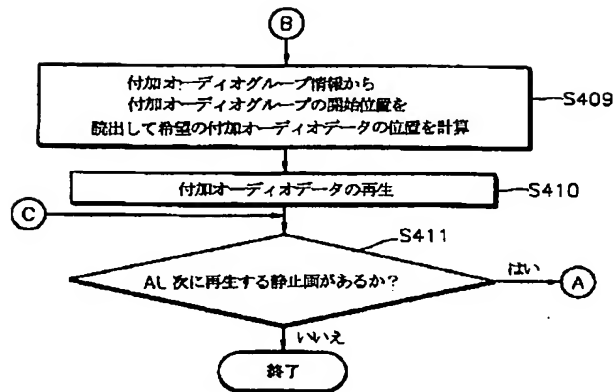 B
付加オーディオグループ情報から
付加オーディオグループの開始位置を
読出して希望の付加オーディオデータの位置を計算
S409
付加オーディオデータの再生
S410
C
S411
AL 次に再生する静止面があるか?
はい
A
いいえ
終了